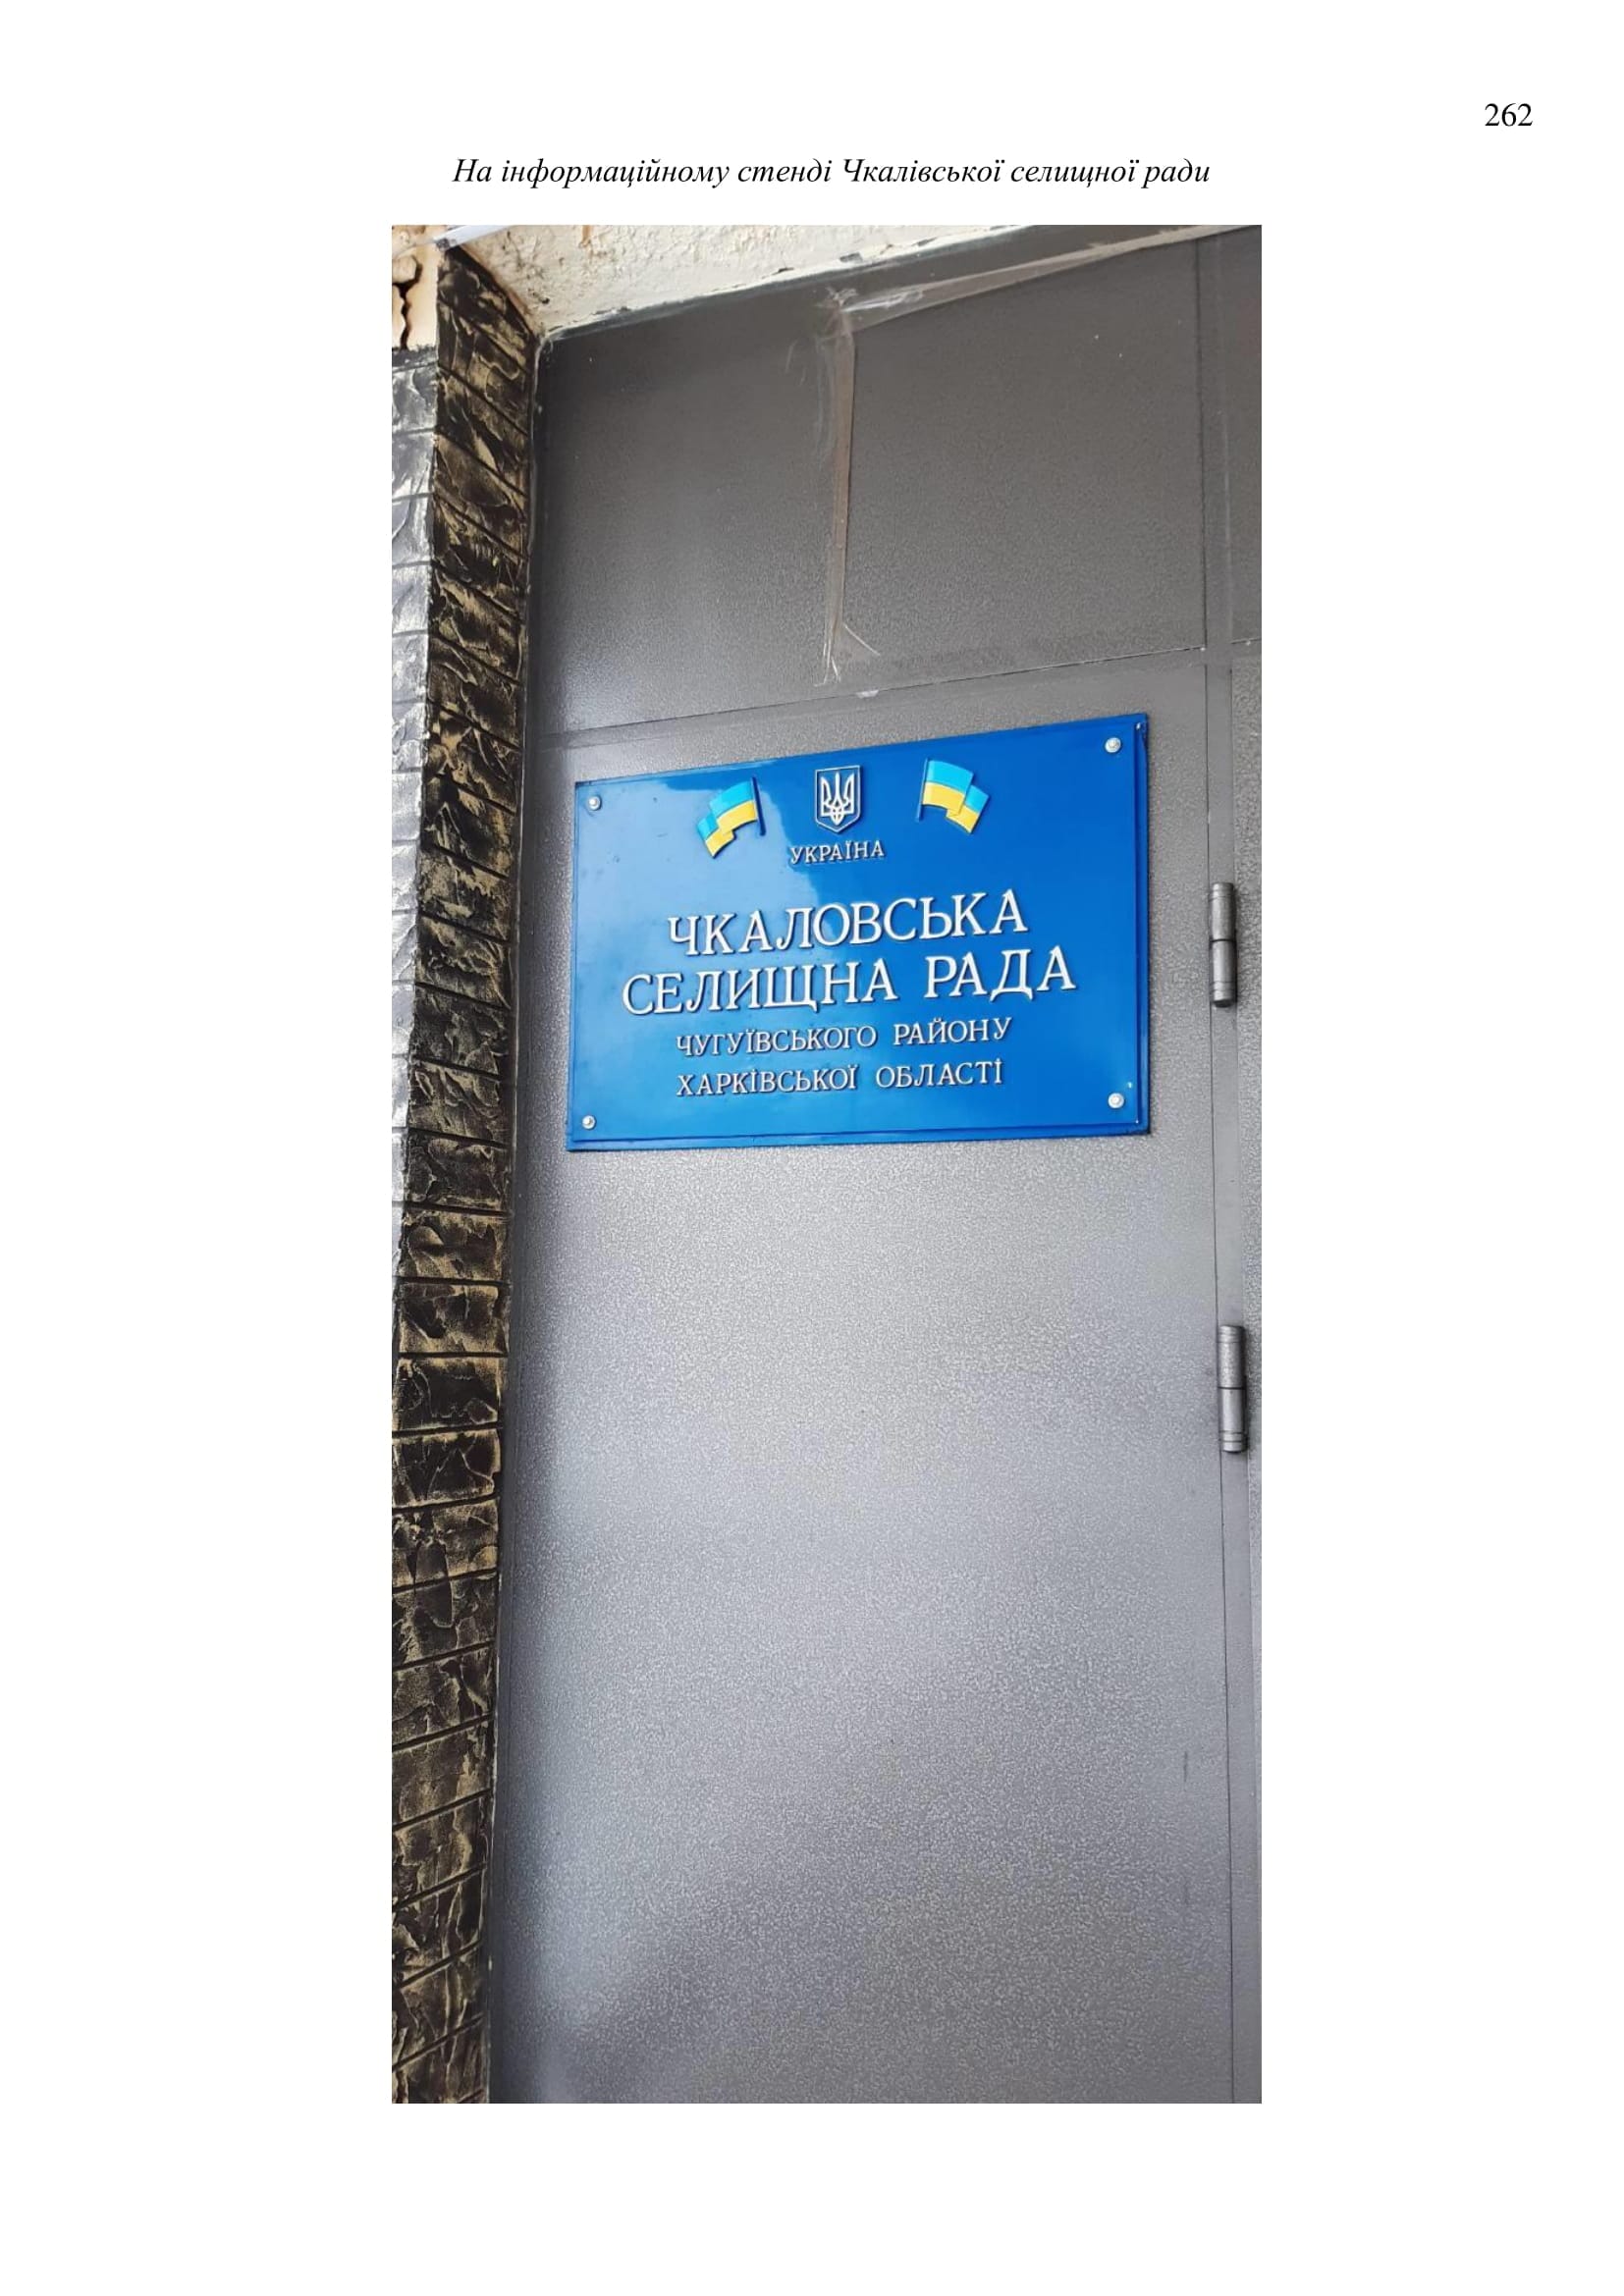 262
На інформаційному стенді Чкалівської селищної ради
УКРАЇНА
ЧКАЛОВСЬКА
СЕЛИЩНА РАДА
ЧУГУЇВСЬКОГО РАЙОНУ
ХАРКІВСЬКОЇ ОБЛАСТІ